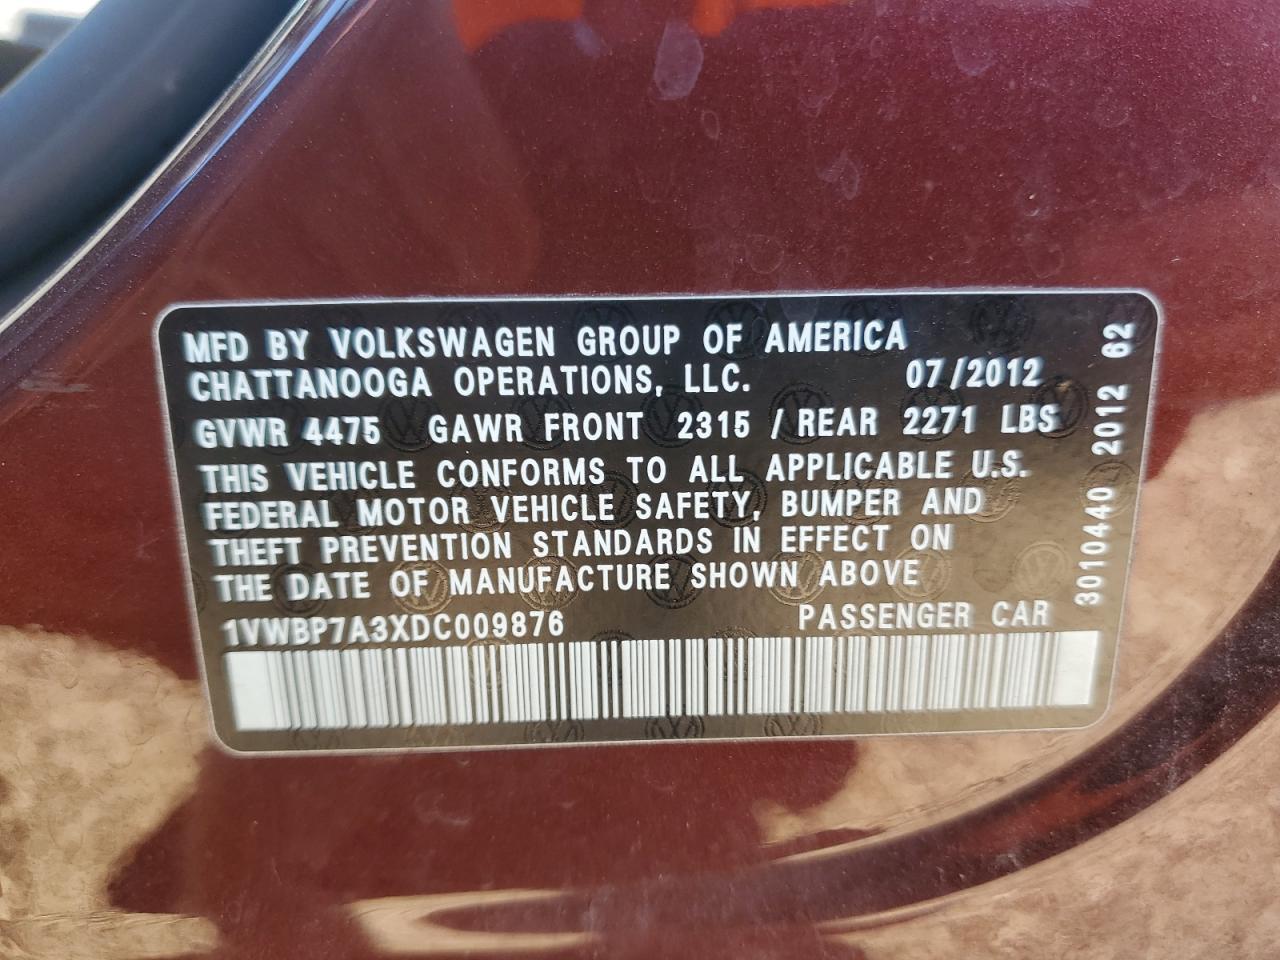 MFD BY VOLKSWAGEN GROUP OF AMERICA
CHATTANOOGA OPERATIONS, LLC. 07/2012
GVWR 4475 GAWR FRONT 2315 / REAR 2271 LBS
THIS VEHICLE CONFORMS TO ALL APPLICABLE U.S.
FEDERAL MOTOR VEHICLE SAFETY, BUMPER AND
THEFT PREVENTION STANDARDS IN EFFECT ON
THE DATE OF MANUFACTURE SHOWN ABOVE
1VWBP7A3XDC009876 PASSENGER CAR
3010440 2012 62